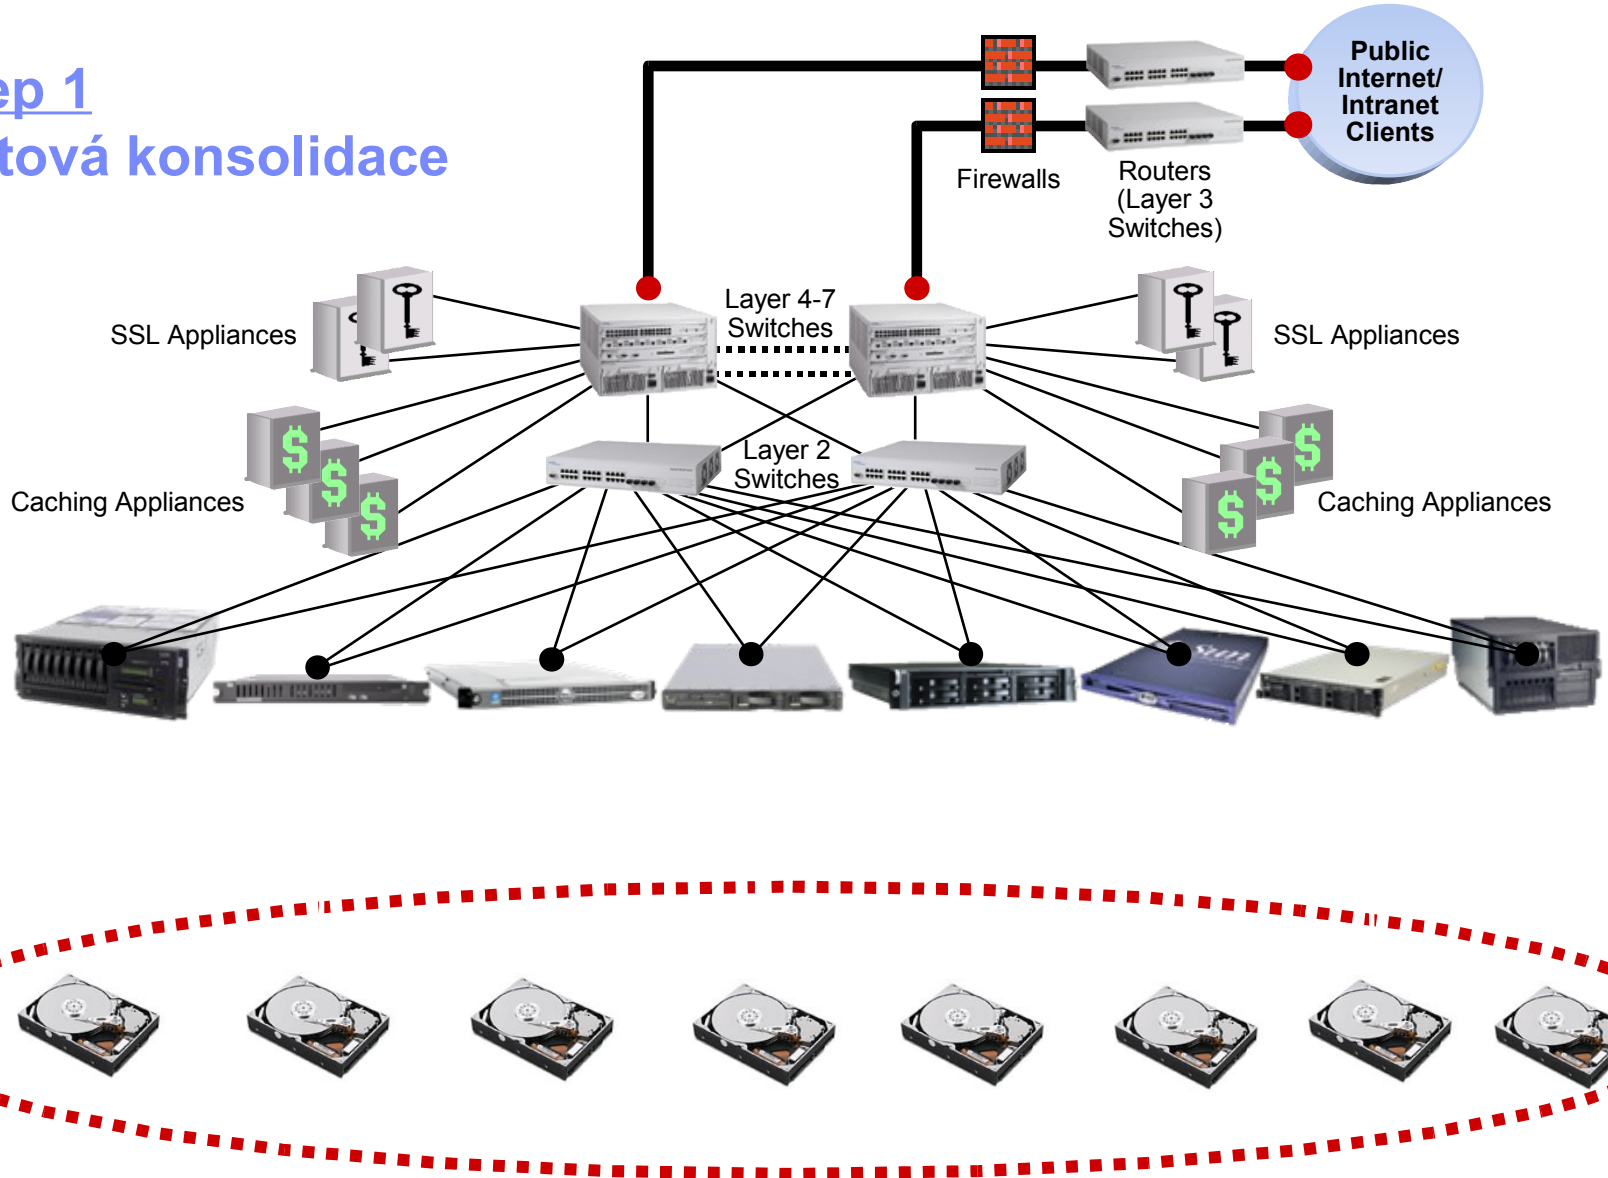 ep 1
tová konsolidace
Public
Internet/
Intranet
Clients
Firewalls
Routers
(Layer 3
Switches)
Layer 4-7
Switches
SSL Appliances
SSL Appliances
Layer 2
Switches
Caching Appliances
Caching Appliances
Sun